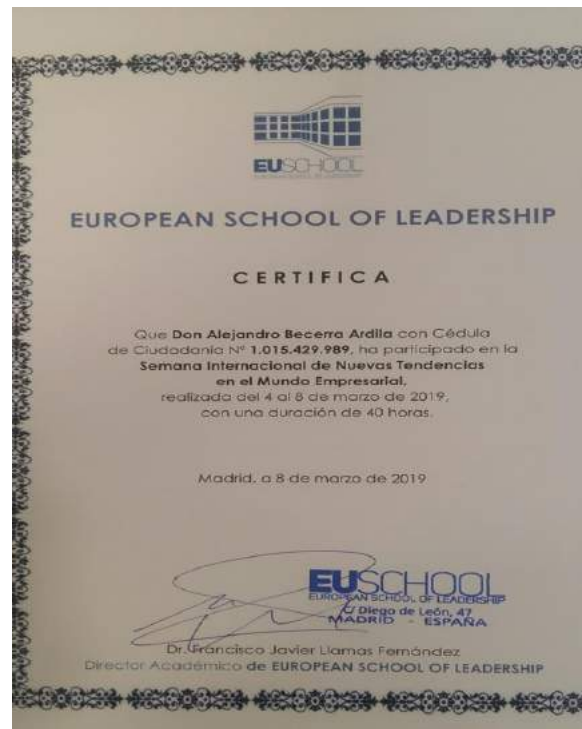 EUSCHOOL
EUROPEAN SCHOOL OF LEADERSHIP
EUROPEAN SCHOOL OF LEADERSHIP
CERTIFICA
Que Don Alejandro Becerra Ardila con Cédula
de Ciudadanía Nº 1.015.429.989, ha participado en la
Semana Internacional de Nuevas Tendencias
en el Mundo Empresarial,
realizada del 4 al 8 de marzo de 2019,
con una duración de 40 horas.
Madrid, a 8 de marzo de 2019
EUSCHOOL
EUROPEAN SCHOOL OF LEADERSHIP
C/ Diego de León, 47
MADRID - ESPAÑA
Dr. Francisco Javier Llamas Fernández
Director Académico de EUROPEAN SCHOOL OF LEADERSHIP